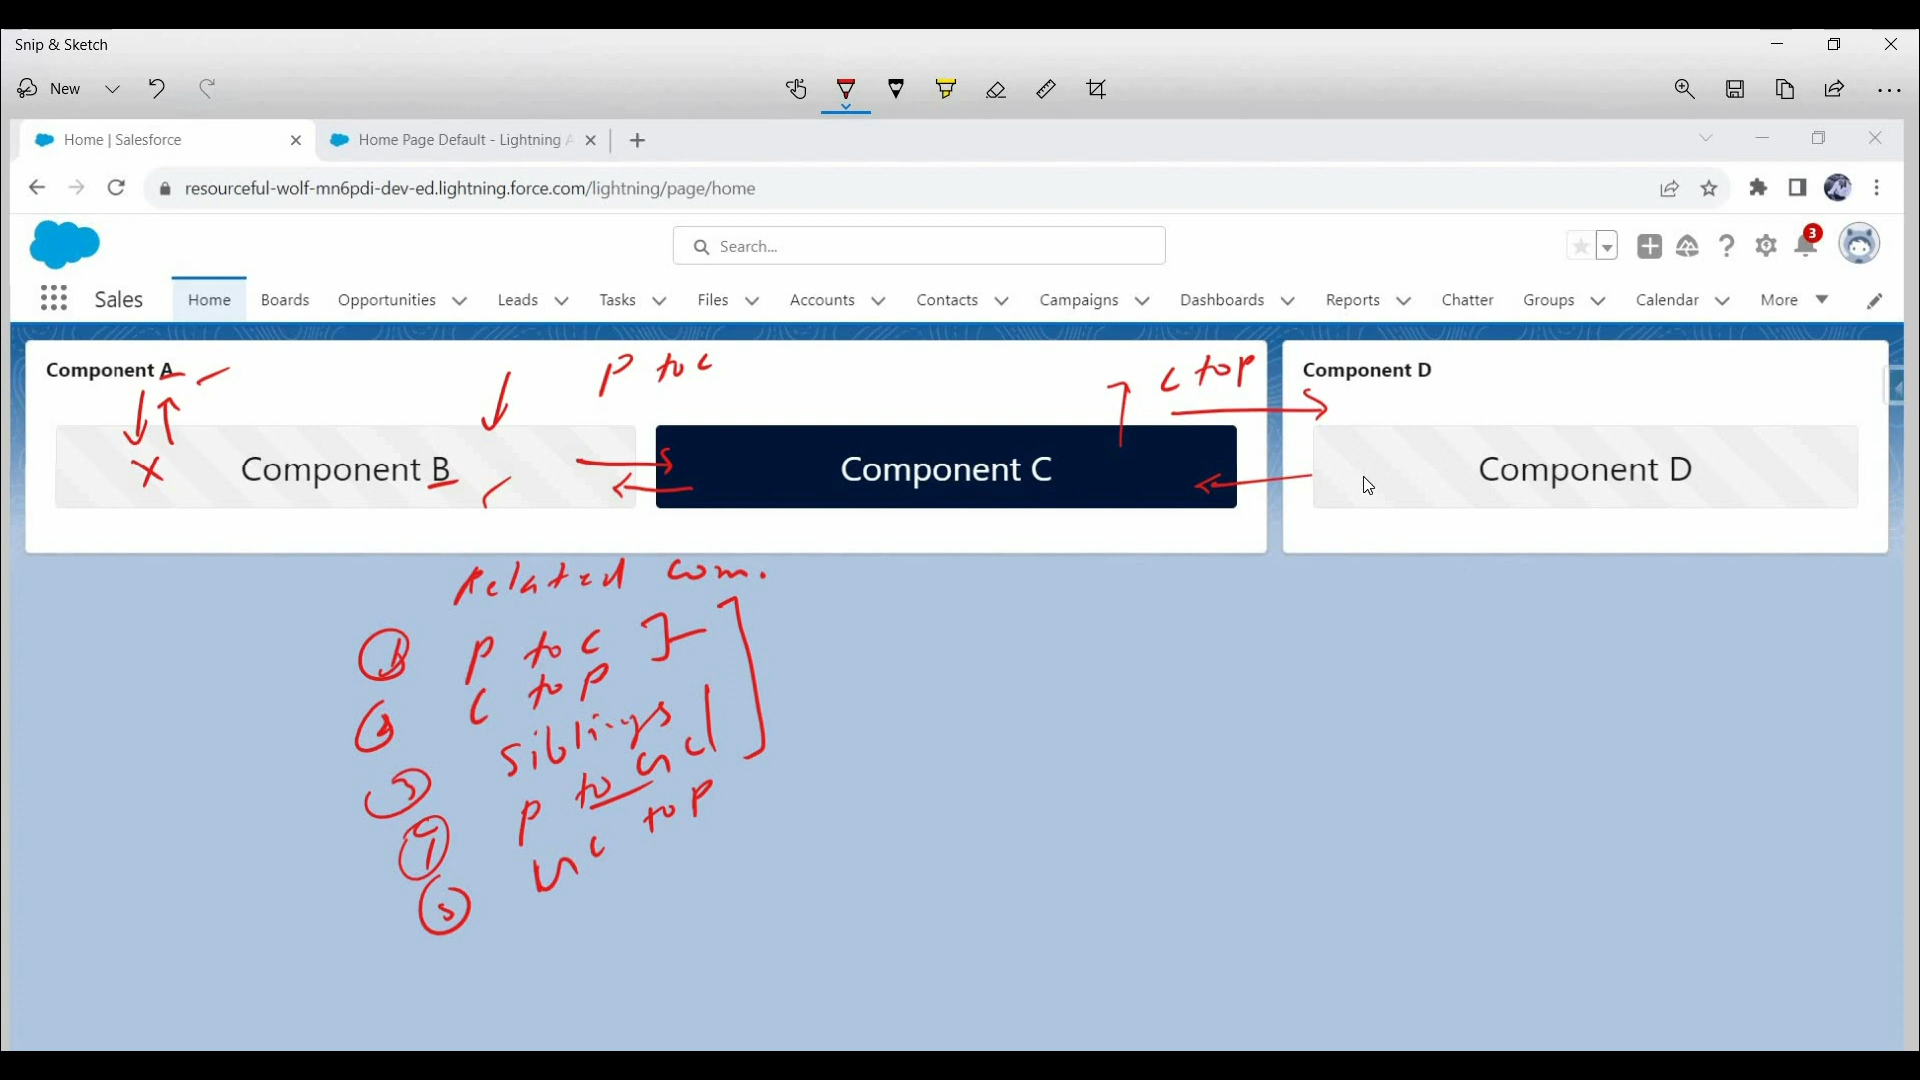 Snip & Sketch
New
Home | Salesforce
Home Page Default - Lightning A
resourceful-wolf-mn6pdi-dev-ed.lightning.force.com/lightning/page/home
Search...
3
Sales Home Boards Opportunities Leads Tasks Files Accounts Contacts Campaigns Dashboards Reports Chatter Groups Calendar More
Component A
P to C
C to P
Component D
X
Component B
Component C
Component D
Related com.
1 P to C
2 C to P
3 siblings
4 P to u c
5 u c to P